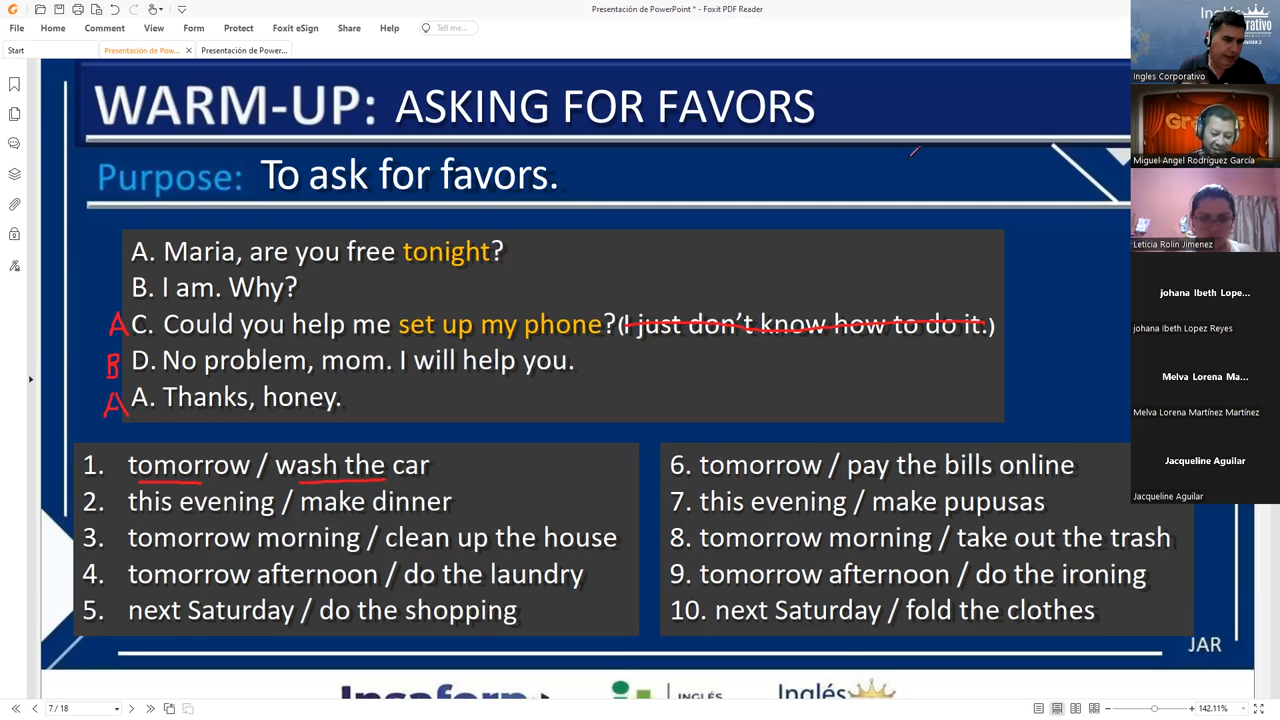 Presentación de PowerPoint * - Foxit PDF Reader
File Home Comment View Form Protect Foxit eSign Share Help Tell me...
Start Presentación de Pow... × Presentación de Power...
WARM-UP: ASKING FOR FAVORS
Purpose: To ask for favors.
A. Maria, are you free tonight?
B. I am. Why?
A C. Could you help me set up my phone?(I just don't know how to do it.)
B D. No problem, mom. I will help you.
A A. Thanks, honey.
1. tomorrow / wash the car
2. this evening / make dinner
3. tomorrow morning / clean up the house
4. tomorrow afternoon / do the laundry
5. next Saturday / do the shopping
6. tomorrow / pay the bills online
7. this evening / make pupusas
8. tomorrow morning / take out the trash
9. tomorrow afternoon / do the ironing
10. next Saturday / fold the clothes
JAR
Insaforp
INGLÉS
Inglés
7 / 18
142.11%
Inglés
Ingles Corporativo
Miguel Angel Rodríguez García
Leticia Rolin Jimenez
johana Ibeth Lope...
johana Ibeth Lopez Reyes
Melva Lorena Ma...
Melva Lorena Martínez Martínez
Jacqueline Aguilar
Jacqueline Aguilar